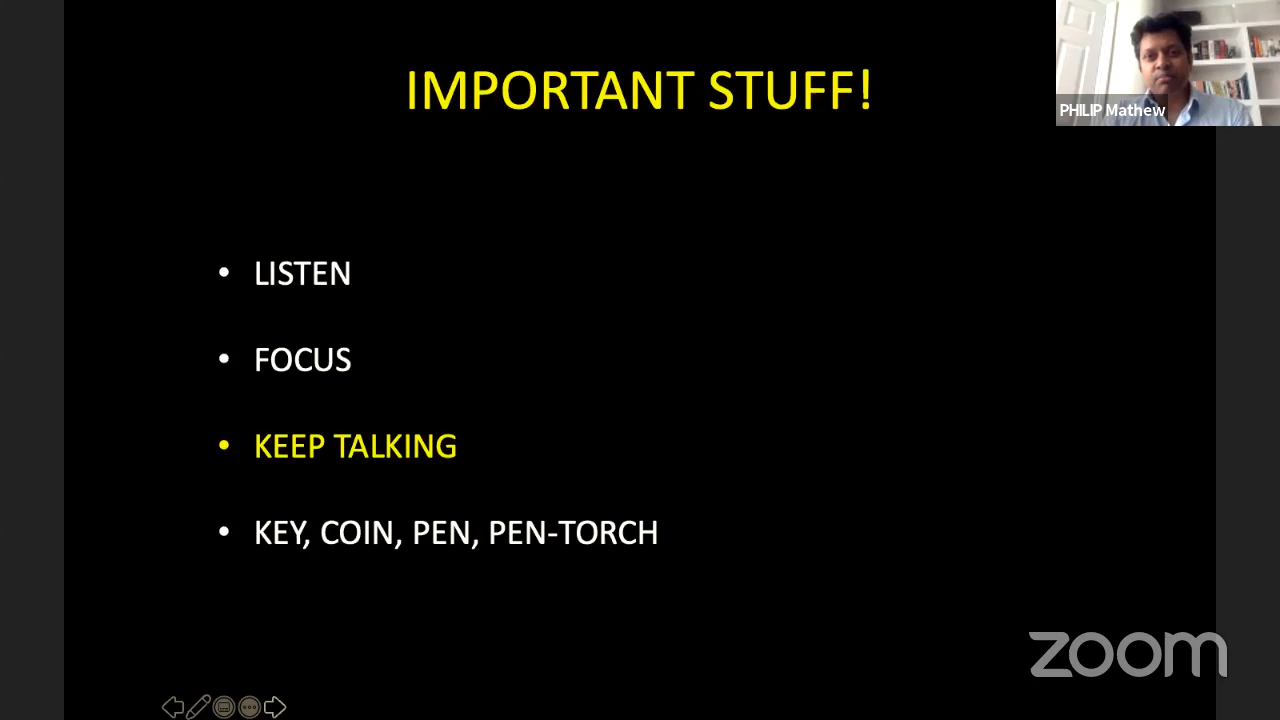 IMPORTANT STUFF!
PHILIP Mathew
• LISTEN
• FOCUS
• KEEP TALKING
• KEY, COIN, PEN, PEN-TORCH
zoom